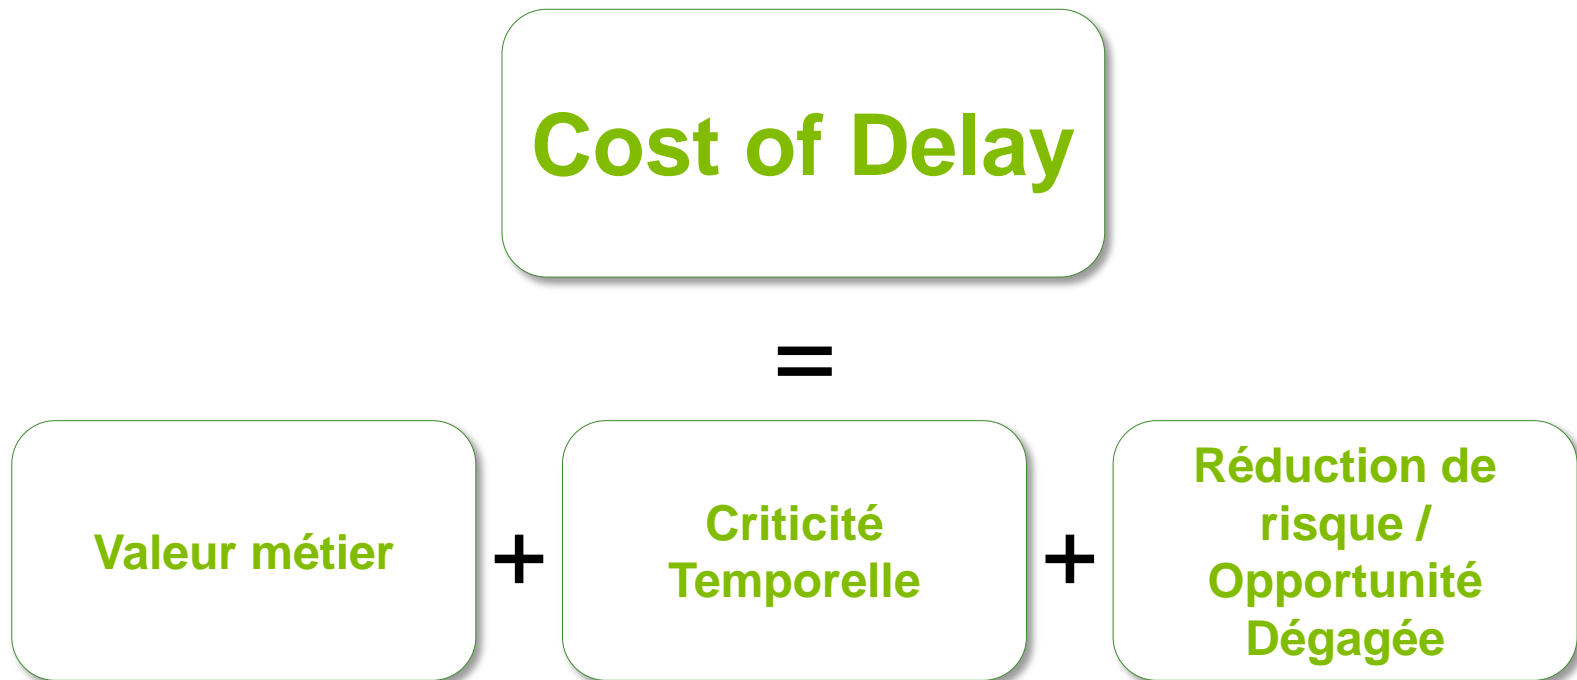 Cost of Delay
=
Valeur métier
+
Criticité
Temporelle
+
Réduction de
risque /
Opportunité
Dégagée